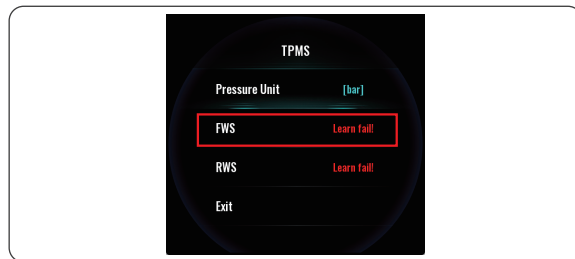 TPMS
Pressure Unit [bar]
FWS Learn fail!
RWS Learn fail!
Exit